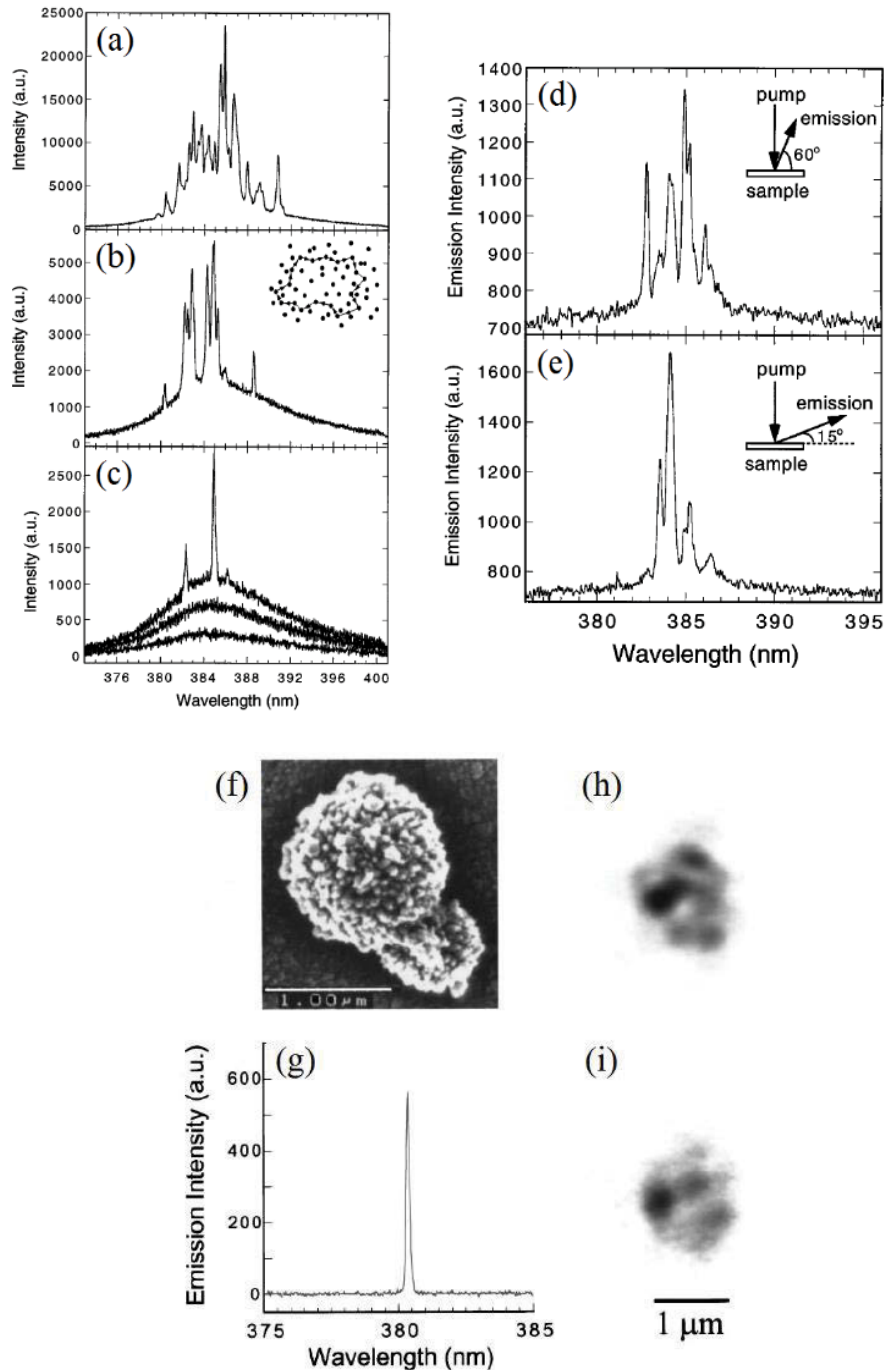 (a)
Intensity (a.u.)
25000
20000
15000
10000
5000
0
(b)
Intensity (a.u.)
5000
4000
3000
2000
1000
0
(c)
Intensity (a.u.)
2500
2000
1500
1000
500
0
376 380 384 388 392 396 400
Wavelength (nm)
(d)
Emission Intensity (a.u.)
1400
1300
1200
1100
1000
900
800
700
pump
emission
60°
sample
(e)
Emission Intensity (a.u.)
1600
1400
1200
1000
800
pump
emission
15°
sample
380 385 390 395
Wavelength (nm)
(f)
1.00μm
(h)
(g)
Emission Intensity (a.u.)
600
400
200
0
375 380 385
Wavelength (nm)
(i)
1 μm